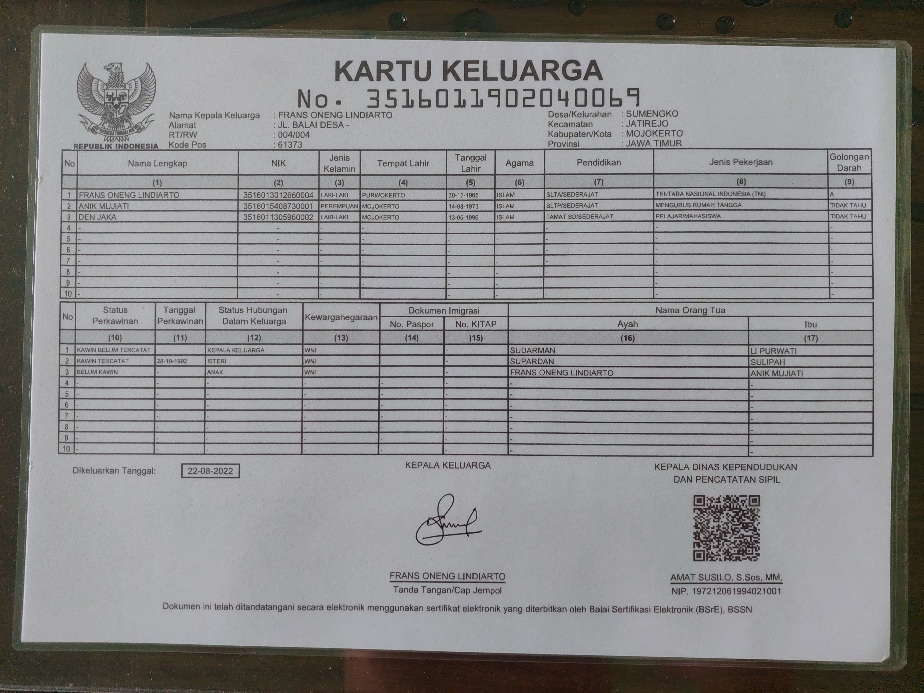 KARTU KELUARGA
No. 3516011902040069
Nama Kepala Keluarga : FRANS ONENG LINDIARTO
Alamat : JL. BALAI DESA -
RT/RW : 004/004
Kode Pos : 61373
Desa/Kelurahan : SUMENGKO
Kecamatan : JATIREJO
Kabupaten/Kota : MOJOKERTO
Provinsi : JAWA TIMUR
REPUBLIK INDONESIA
No Nama Lengkap NIK Jenis Kelamin Tempat Lahir Tanggal Lahir Agama Pendidikan Jenis Pekerjaan Golongan Darah
(1) (2) (3) (4) (5) (6) (7) (8) (9)
1 FRANS ONENG LINDIARTO 3516013012660004 LAKI-LAKI PURWOKERTO 30-12-1966 ISLAM SLTA/SEDERAJAT TENTARA NASIONAL INDONESIA (TNI) A
2 ANIK MUJIATI 3516015408730001 PEREMPUAN MOJOKERTO 14-08-1973 ISLAM SLTP/SEDERAJAT MENGURUS RUMAH TANGGA TIDAK TAHU
3 DEN JAKA 3516011305960002 LAKI-LAKI MOJOKERTO 13-05-1996 ISLAM TAMAT SD/SEDERAJAT PELAJAR/MAHASISWA TIDAK TAHU
4 - - - - - - - -
5 - - - - - - - -
6 - - - - - - - -
7 - - - - - - - -
8 - - - - - - - -
9 - - - - - - - -
10 - - - - - - - -
No Status Perkawinan Tanggal Perkawinan Status Hubungan Dalam Keluarga Kewarganegaraan Dokumen Imigrasi Nama Orang Tua
No. Paspor No. KITAP Ayah Ibu
(10) (11) (12) (13) (14) (15) (16) (17)
1 KAWIN BELUM TERCATAT - KEPALA KELUARGA WNI - - SUDARMAN LI PURWATI
2 KAWIN TERCATAT 28-10-1992 ISTERI WNI - - SUPARDAN SULIPAH
3 BELUM KAWIN - ANAK WNI - - FRANS ONENG LINDIARTO ANIK MUJIATI
4 - - - - - - - -
5 - - - - - - - -
6 - - - - - - - -
7 - - - - - - - -
8 - - - - - - - -
9 - - - - - - - -
10 - - - - - - - -
Dikeluarkan Tanggal: 22-08-2022
KEPALA KELUARGA
FRANS ONENG LINDIARTO
Tanda Tangan/Cap Jempol
KEPALA DINAS KEPENDUDUKAN
DAN PENCATATAN SIPIL
AMAT SUSILO, S.Sos, MM.
NIP. 197212061994021001
Dokumen ini telah ditandatangani secara elektronik menggunakan sertifikat elektronik yang diterbitkan oleh Balai Sertifikasi Elektronik (BSrE), BSSN